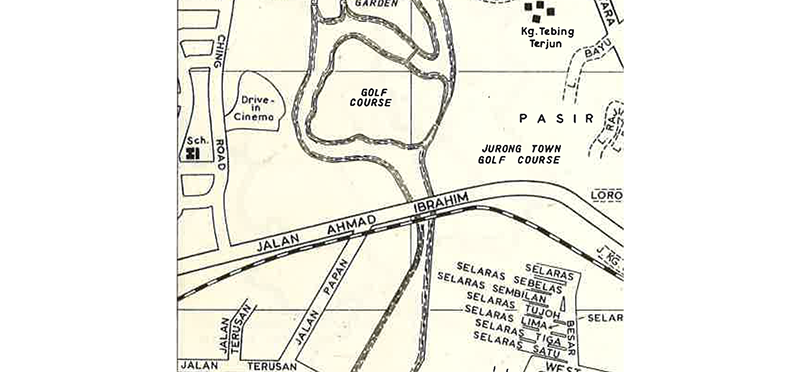 GARDEN
Kg. Tebing
Terjun
ARA
BAYU
L.
CHING
ROAD
Drive-
in
Cinema
GOLF
COURSE
PASIR
Sch.
JURONG TOWN
GOLF COURSE
L. RAJ
LORO
JALAN AHMAD IBRAHIM
J. KG.
JALAN PAPAN
SELARAS
SELARAS SEBELAS
SELARAS SEMBILAN
SELARAS TUJOH
SELARAS LIMA
SELARAS TIGA
SELARAS SATU
BESAR
SELAR
JALAN
TERUSAN
JALAN TERUSAN
WEST